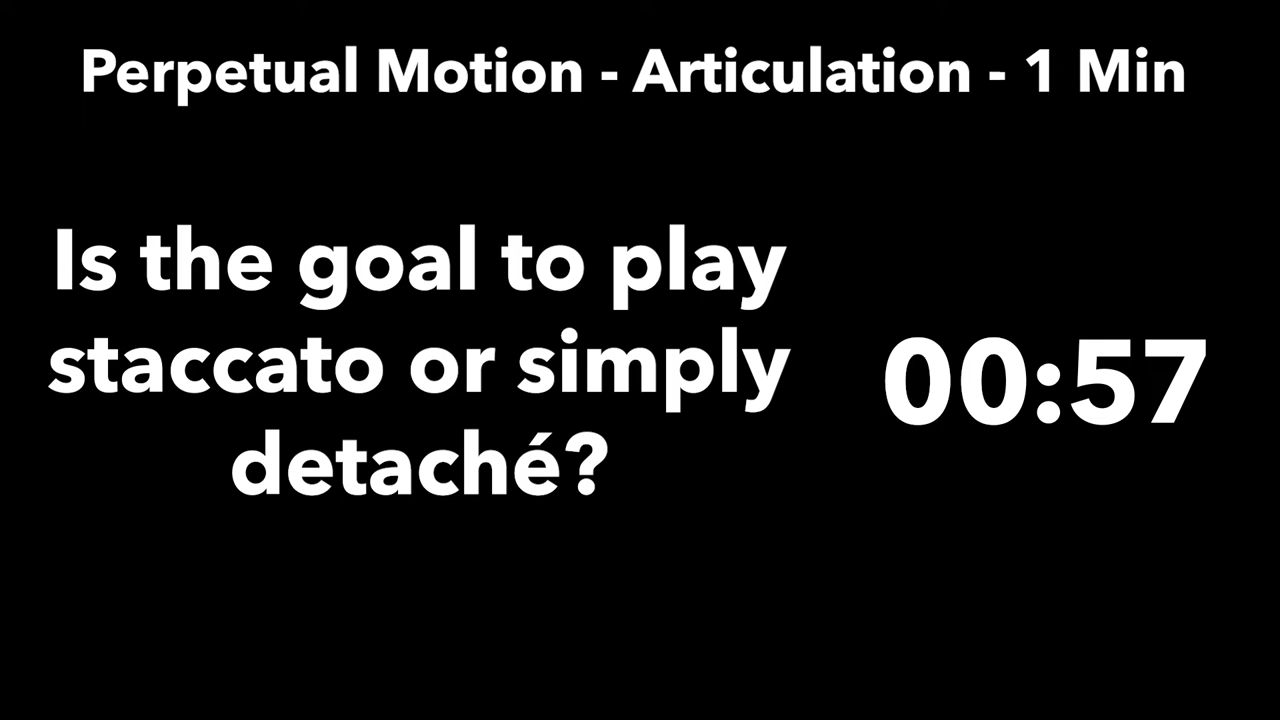 Perpetual Motion - Articulation - 1 Min
Is the goal to play
staccato or simply
detaché?
00:57